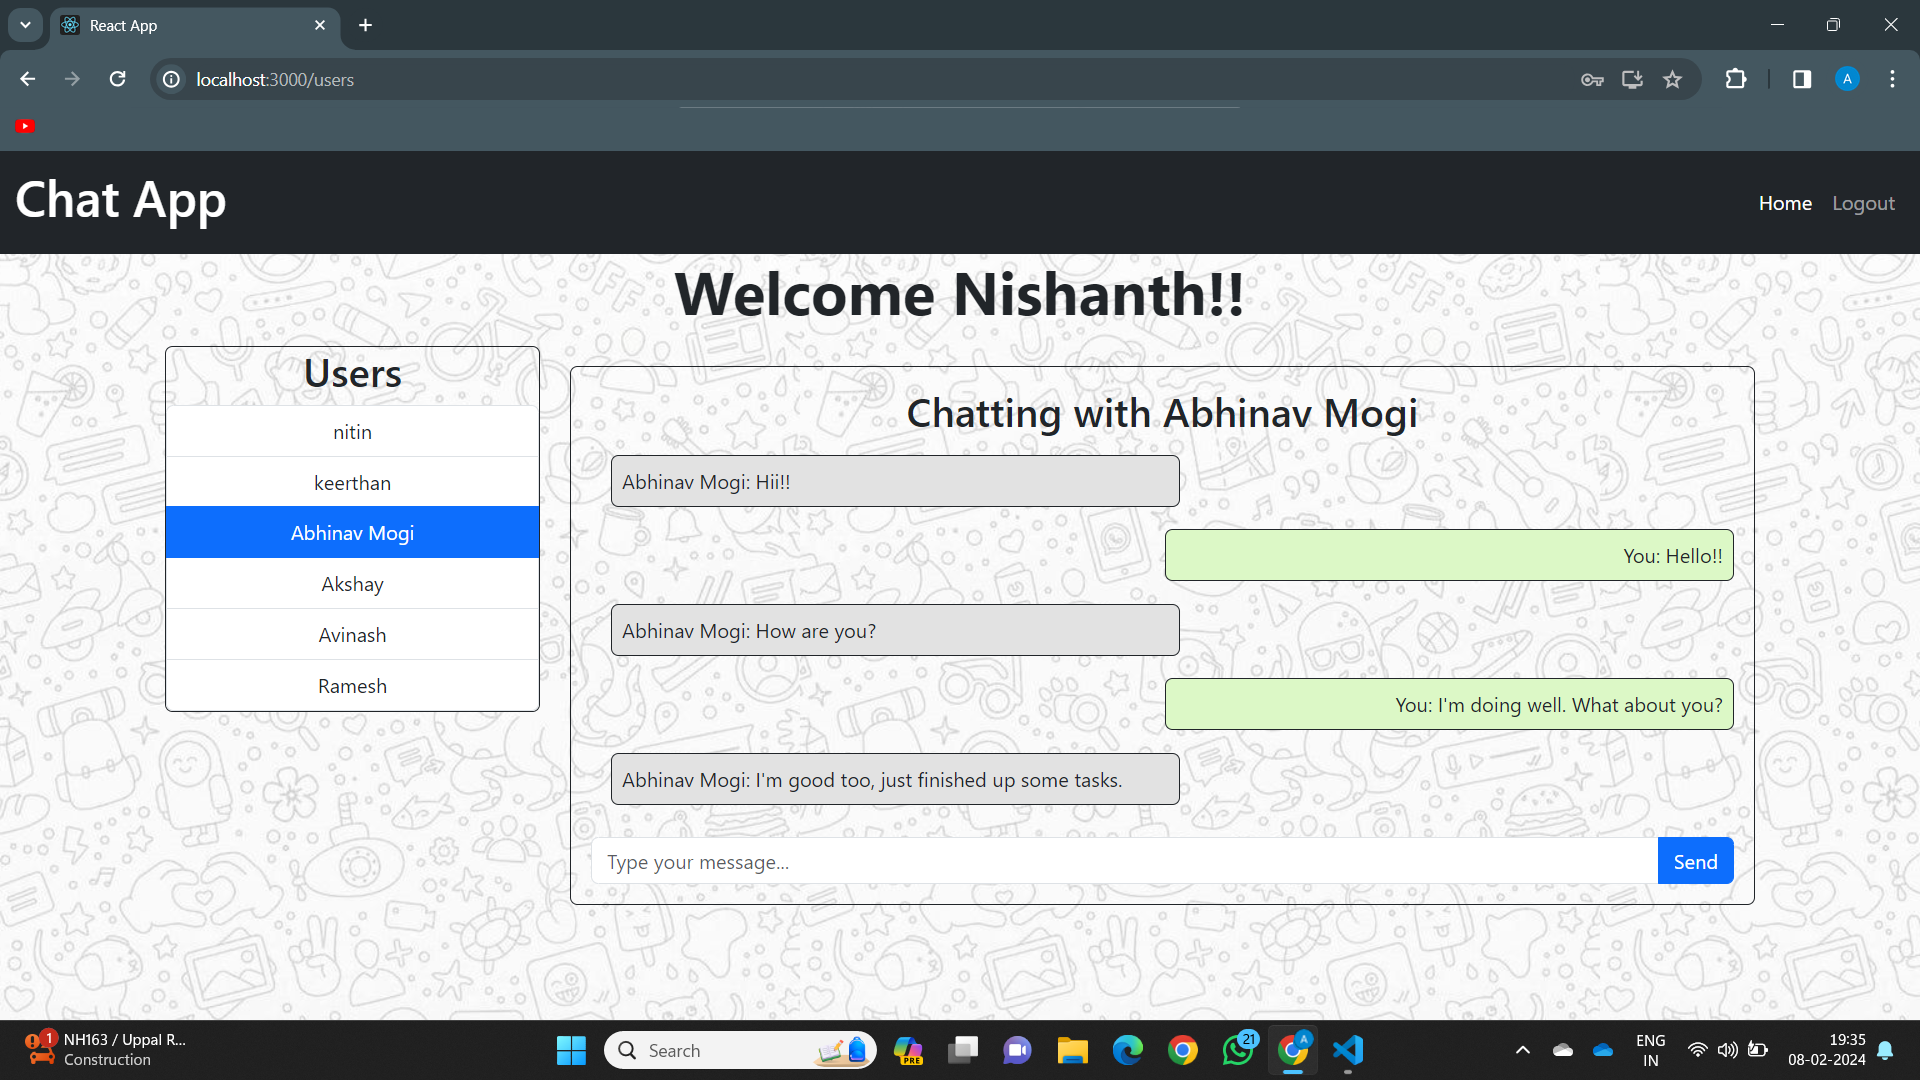 React App
localhost:3000/users
A
Chat App
Home
Logout
Welcome Nishanth!!
Users
nitin
keerthan
Abhinav Mogi
Akshay
Avinash
Ramesh
Chatting with Abhinav Mogi
Abhinav Mogi: Hii!!
You: Hello!!
Abhinav Mogi: How are you?
You: I'm doing well. What about you?
Abhinav Mogi: I'm good too, just finished up some tasks.
Type your message...
Send
1
NH163 / Uppal R...
Construction
Search
PRE
21
A
ENG
IN
19:35
08-02-2024